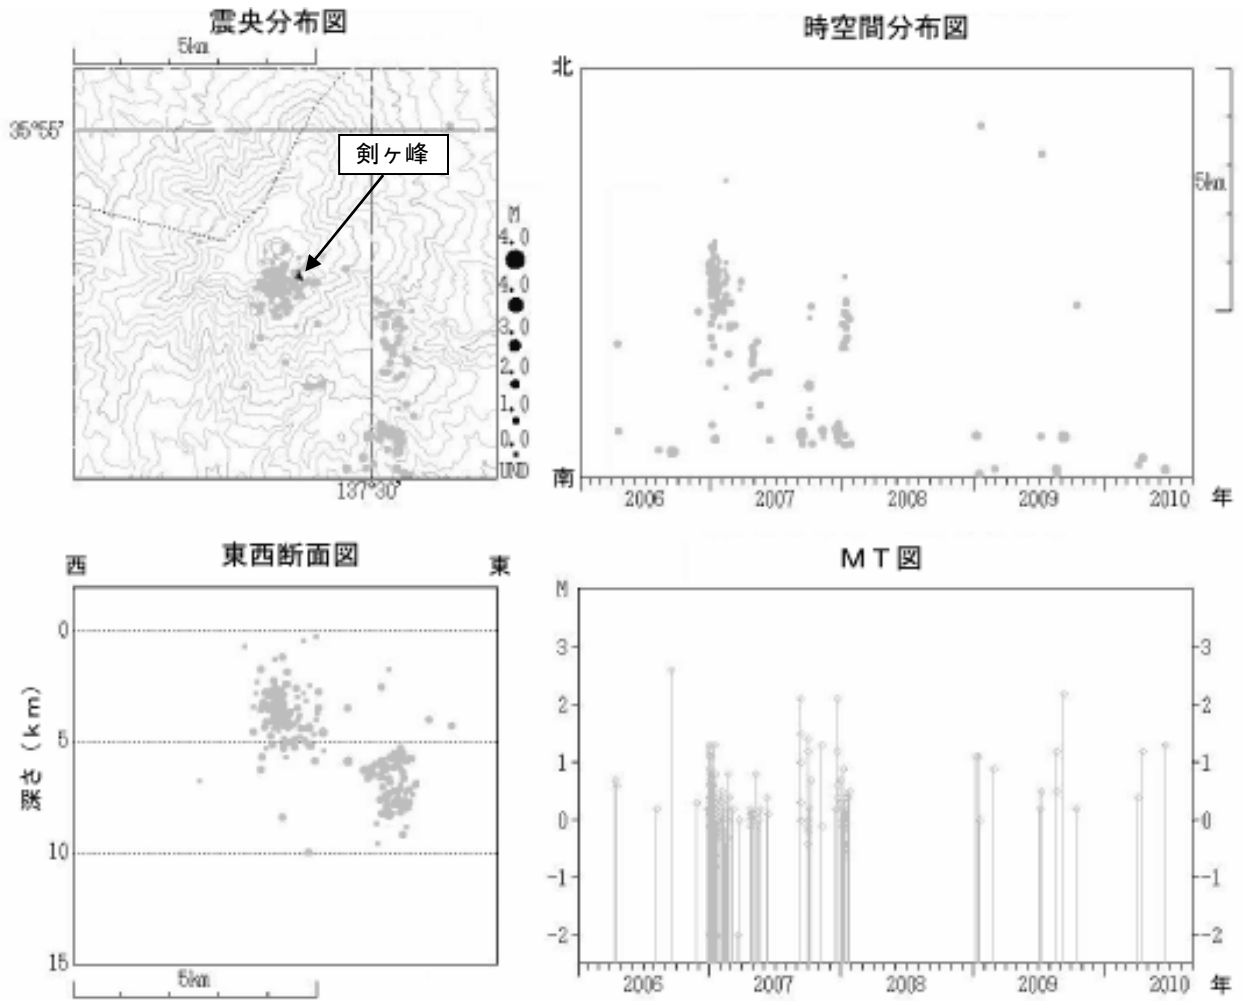 震央分布図
5km
35°55'
剣ヶ峰
137°30'
M
4.0
4.0
3.0
2.0
1.0
0.0
UND
時空間分布図
北
南
5km
2006
2007
2008
2009
2010
年
東西断面図
西
東
深さ(km)
0
5
10
15
5km
MT図
M
3
2
1
0
-1
-2
3
2
1
0
-1
-2
2006
2007
2008
2009
2010
年